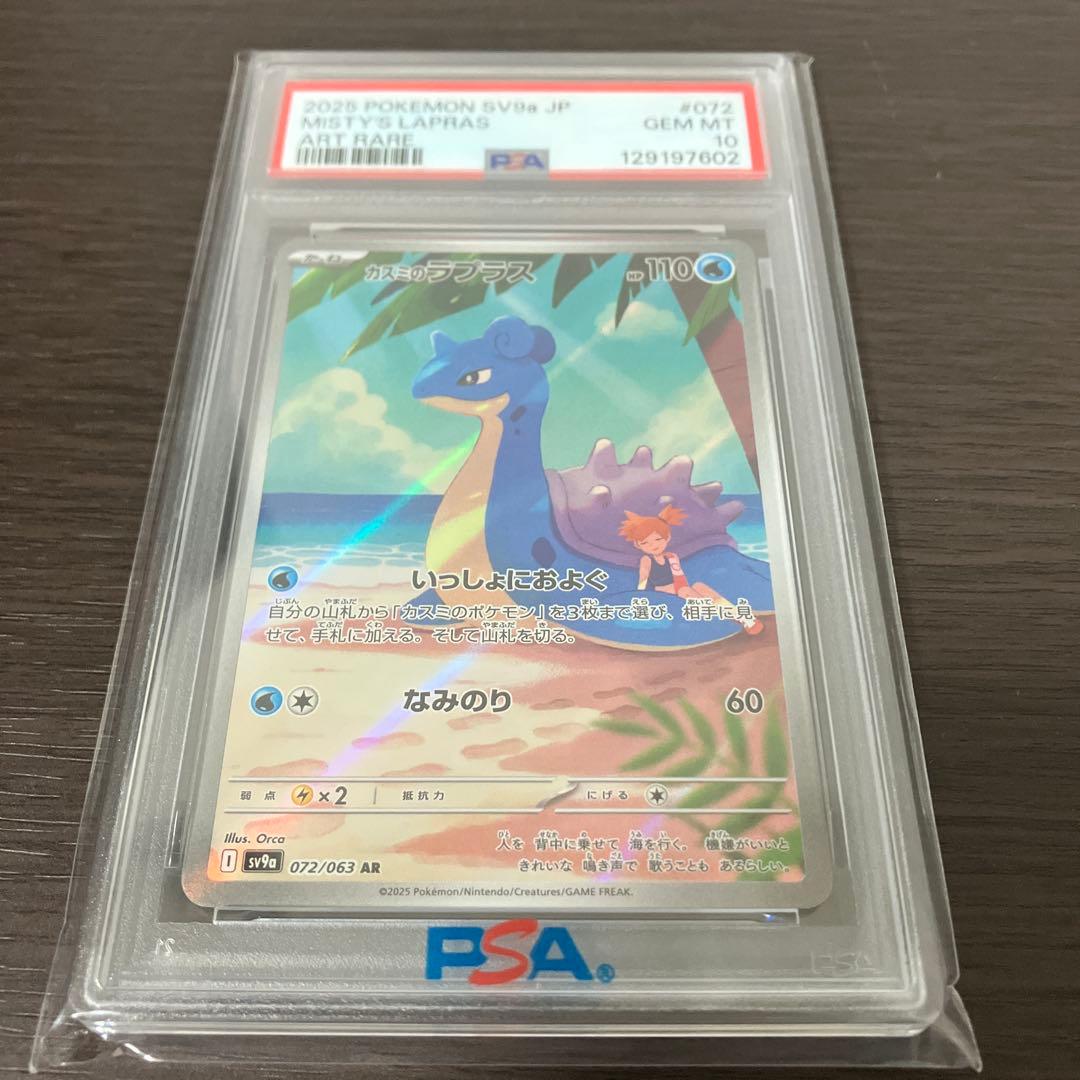 2025 POKEMON SV9a JP #072
MISTY'S LAPRAS GEM MT
ART RARE 10
PSA 129197602
たね カスミのラプラス HP 110
いっしょにおよぐ
自分の山札から「カスミのポケモン」を3枚まで選び、相手に見
せて、手札に加える。そして山札を切る。
なみのり 60
弱点 ×2 抵抗力 にげる
Illus. Orca
人を 背中に乗せて 海を行く。 機嫌がいいと
きれいな 鳴き声で 歌うことも あるらしい。
I sv9a 072/063 AR
©2025 Pokémon/Nintendo/Creatures/GAME FREAK.
PSA®